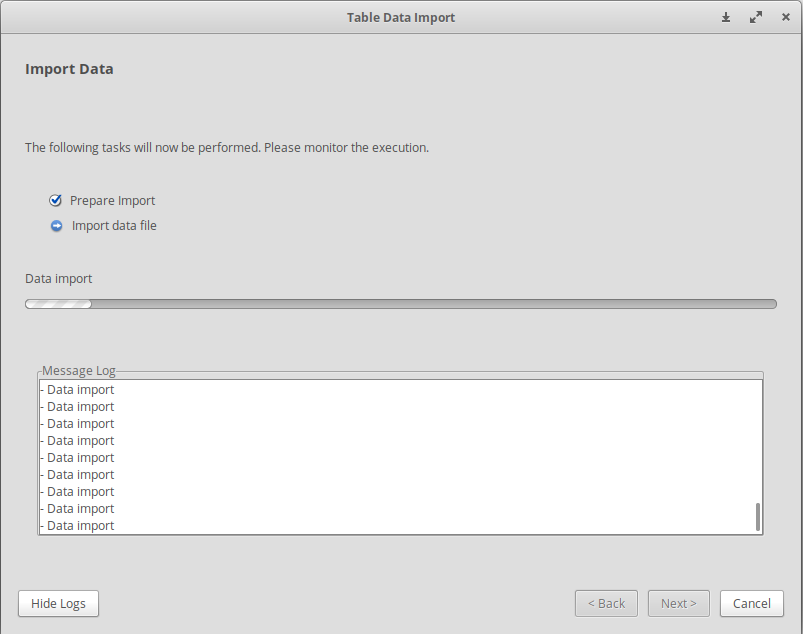 Table Data Import
Import Data
The following tasks will now be performed. Please monitor the execution.
Prepare Import
Import data file
Data import
Message Log
- Data import
- Data import
- Data import
- Data import
- Data import
- Data import
- Data import
- Data import
- Data import
Hide Logs
< Back
Next >
Cancel